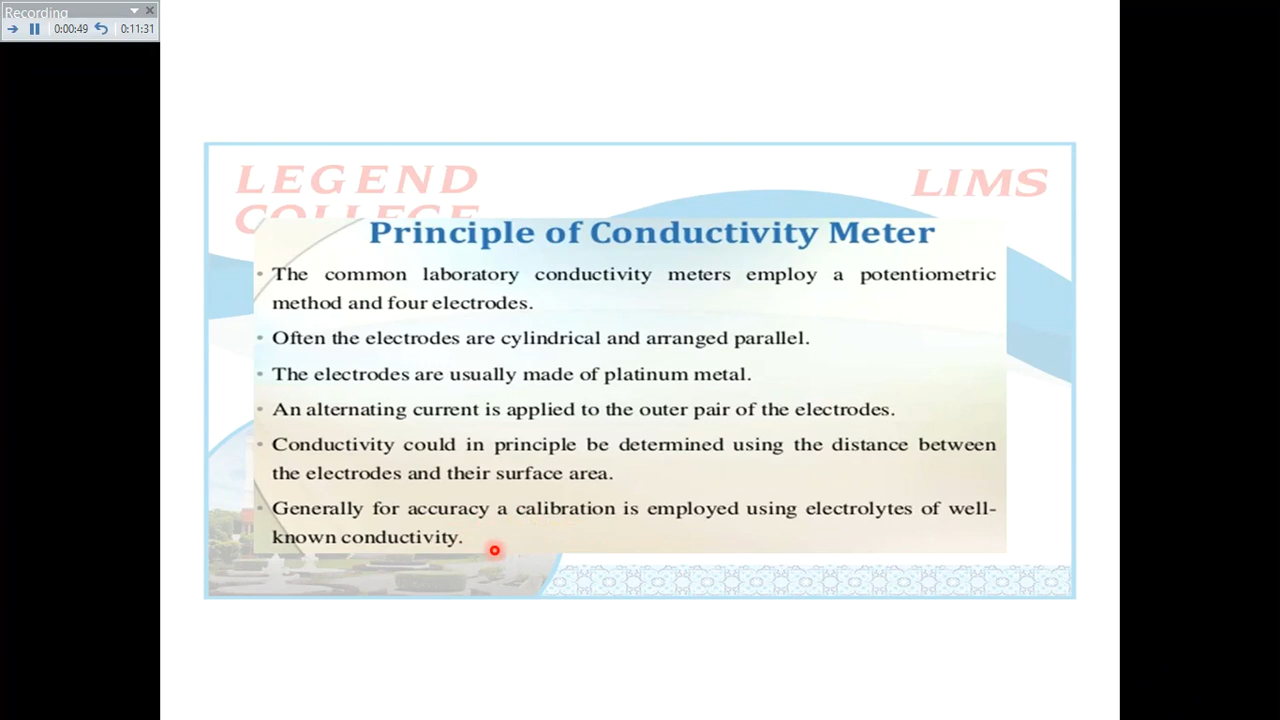 Recording
0:00:49 0:11:31
LEGEND LIMS
COLLEGE
Principle of Conductivity Meter
• The common laboratory conductivity meters employ a potentiometric
method and four electrodes.
• Often the electrodes are cylindrical and arranged parallel.
• The electrodes are usually made of platinum metal.
• An alternating current is applied to the outer pair of the electrodes.
• Conductivity could in principle be determined using the distance between
the electrodes and their surface area.
• Generally for accuracy a calibration is employed using electrolytes of well-
known conductivity.